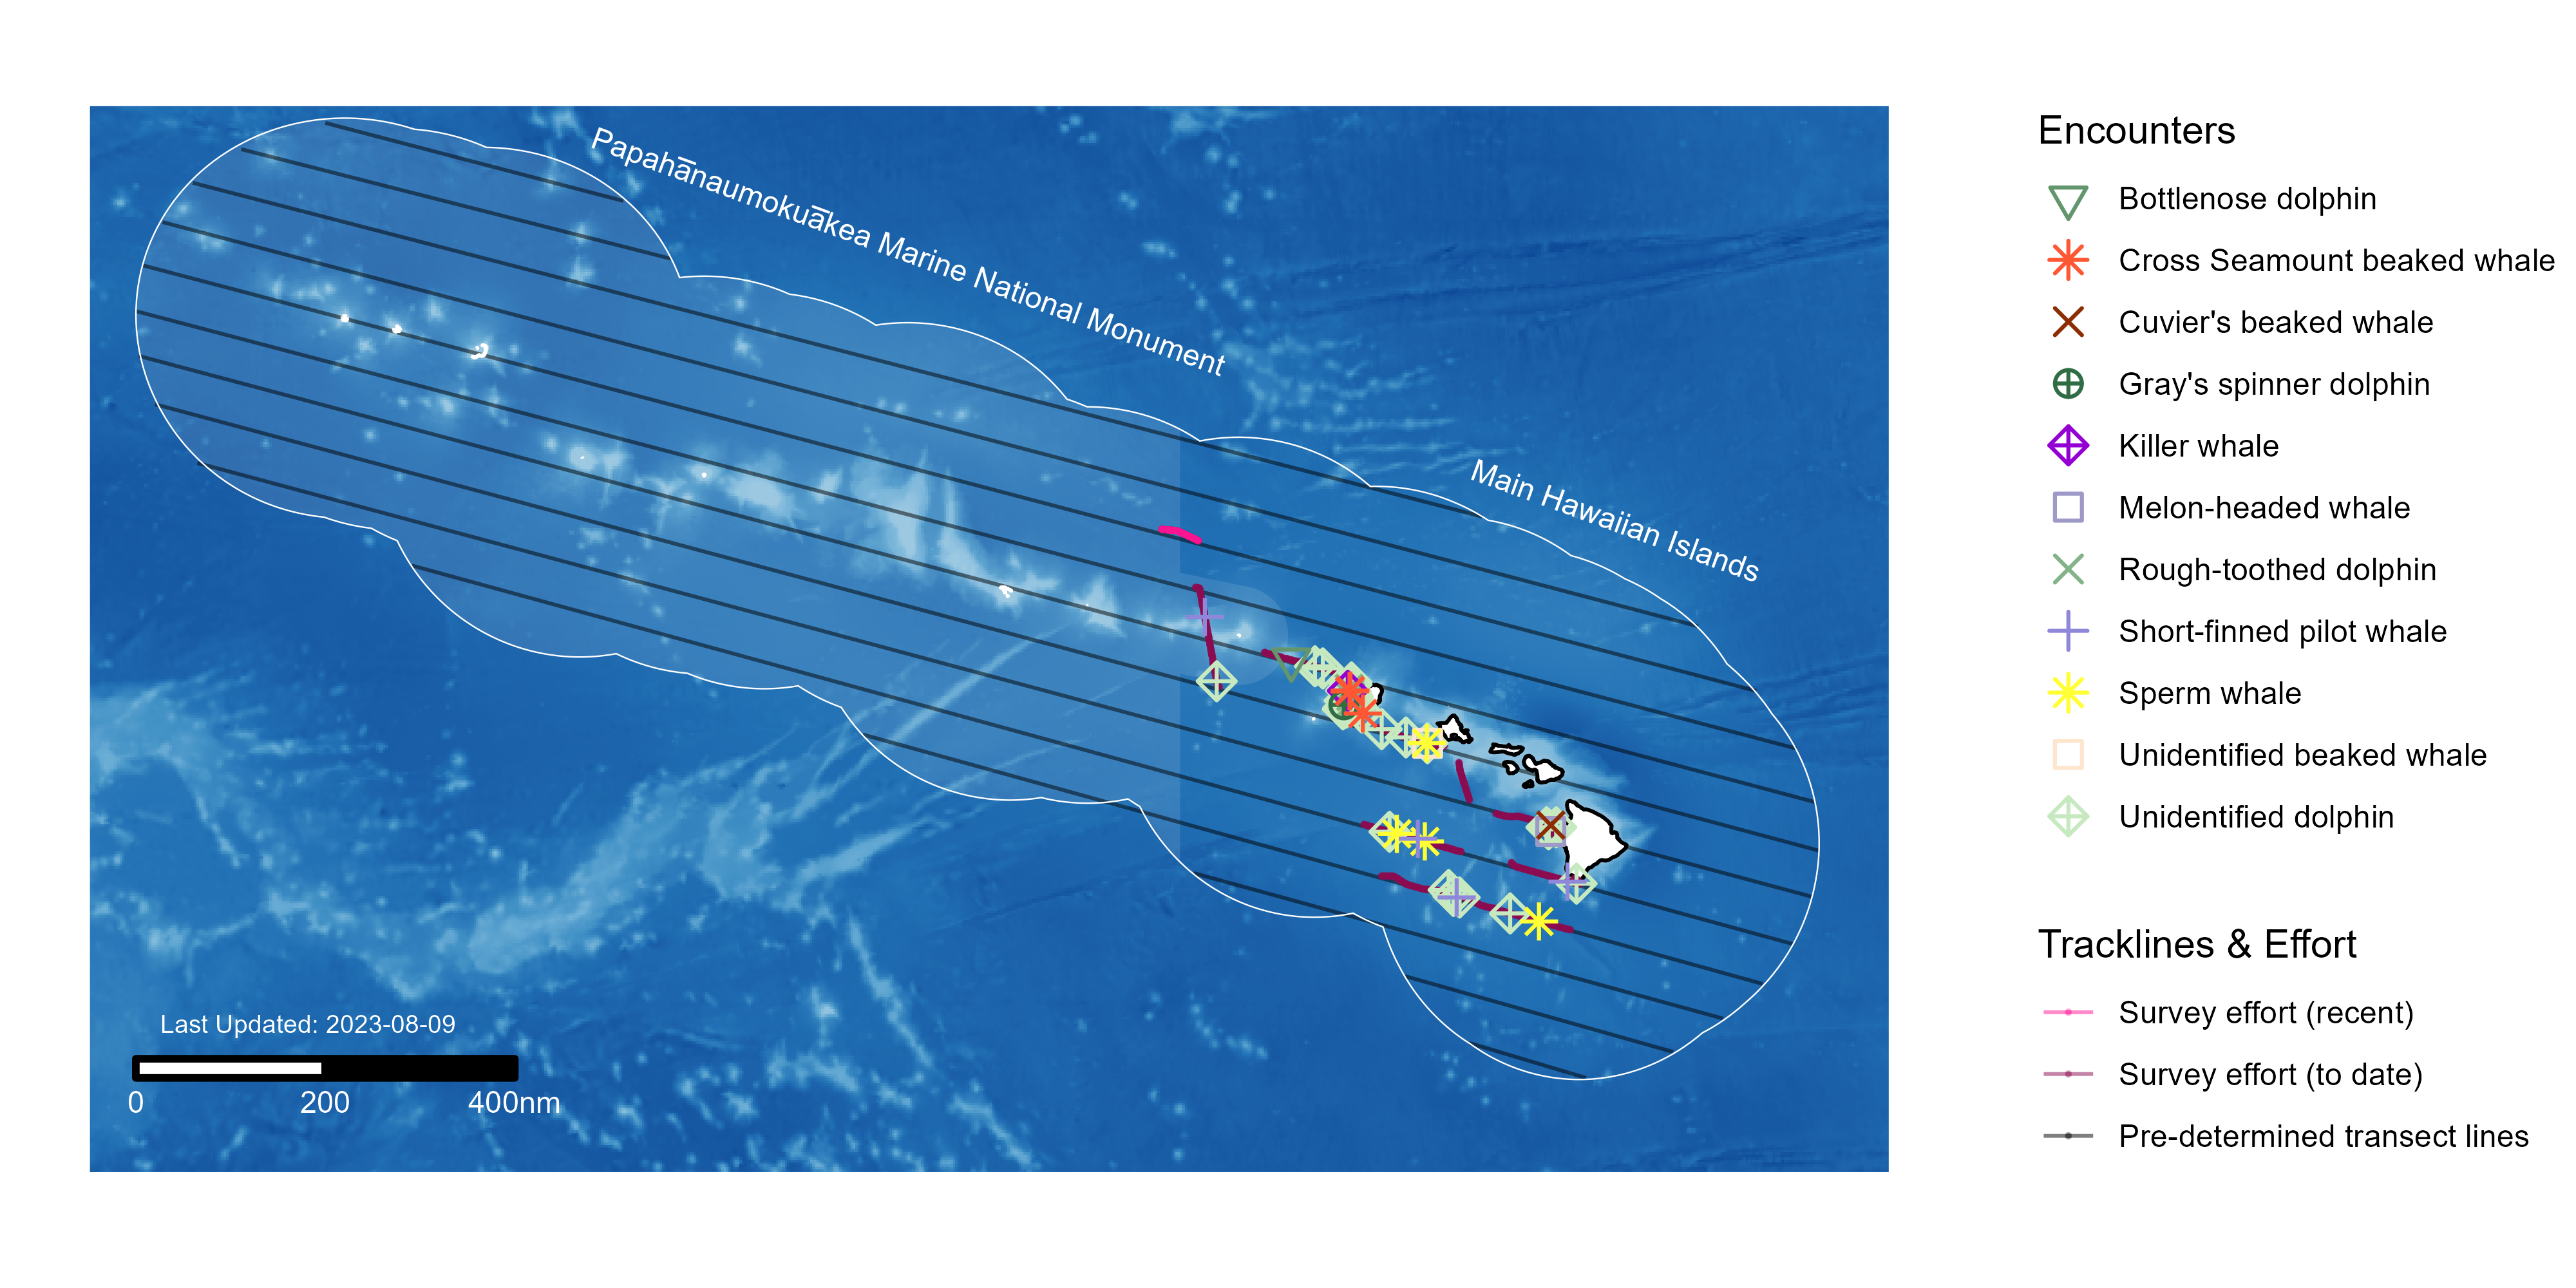 Papahānaumokuākea Marine National Monument
Main Hawaiian Islands
Last Updated: 2023-08-09
0 200 400nm
Encounters
Bottlenose dolphin
Cross Seamount beaked whale
Cuvier's beaked whale
Gray's spinner dolphin
Killer whale
Melon-headed whale
Rough-toothed dolphin
Short-finned pilot whale
Sperm whale
Unidentified beaked whale
Unidentified dolphin
Tracklines & Effort
Survey effort (recent)
Survey effort (to date)
Pre-determined transect lines